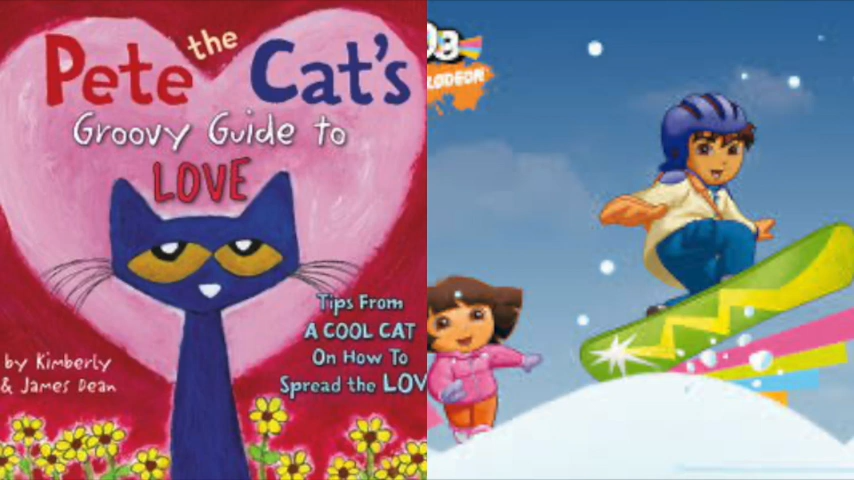 Pete the Cat's
Groovy Guide to
LOVE
Tips From
A COOL CAT
On How To
Spread the LOV
by Kimberly
& James Dean
LODEON